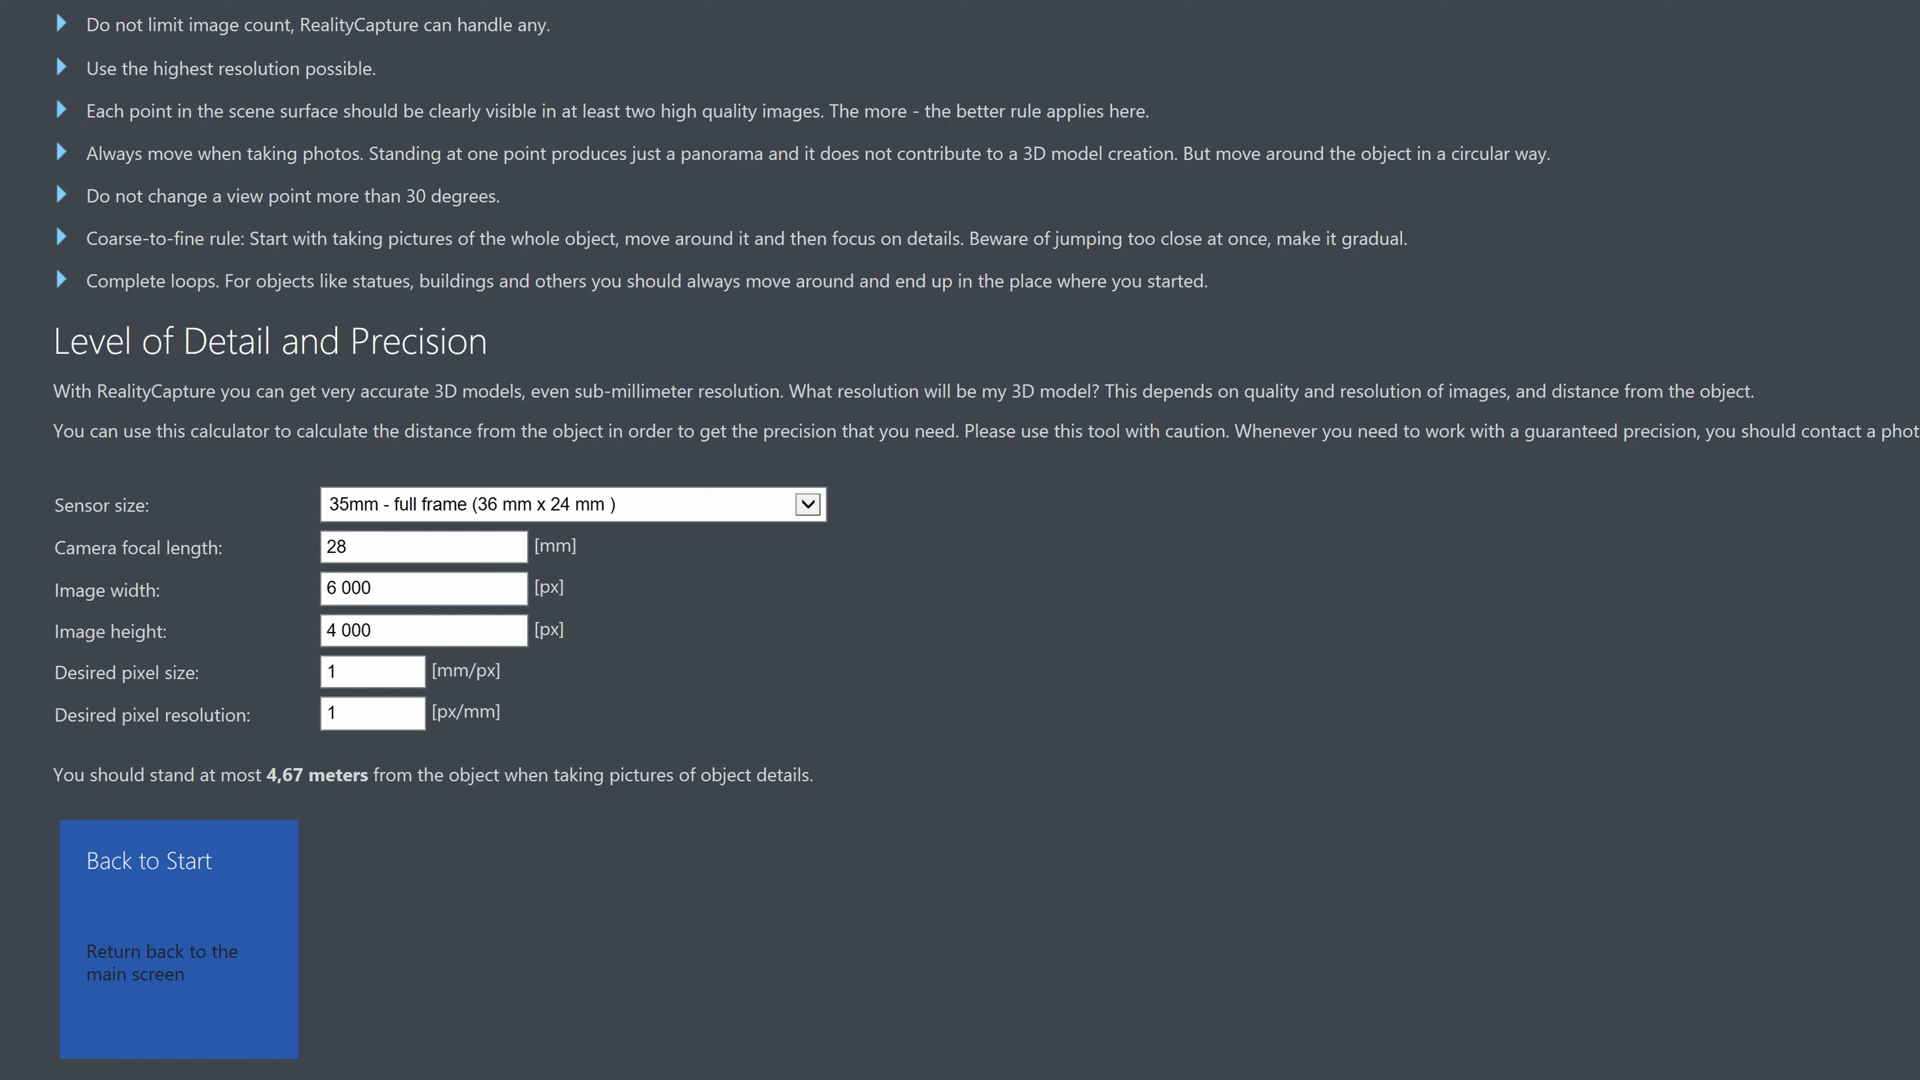 Do not limit image count, RealityCapture can handle any.
Use the highest resolution possible.
Each point in the scene surface should be clearly visible in at least two high quality images. The more - the better rule applies here.
Always move when taking photos. Standing at one point produces just a panorama and it does not contribute to a 3D model creation. But move around the object in a circular way.
Do not change a view point more than 30 degrees.
Coarse-to-fine rule: Start with taking pictures of the whole object, move around it and then focus on details. Beware of jumping too close at once, make it gradual.
Complete loops. For objects like statues, buildings and others you should always move around and end up in the place where you started.
Level of Detail and Precision
With RealityCapture you can get very accurate 3D models, even sub-millimeter resolution. What resolution will be my 3D model? This depends on quality and resolution of images, and distance from the object.
You can use this calculator to calculate the distance from the object in order to get the precision that you need. Please use this tool with caution. Whenever you need to work with a guaranteed precision, you should contact a phot
Sensor size: 35mm - full frame (36 mm x 24 mm )
Camera focal length: 28 [mm]
Image width: 6 000 [px]
Image height: 4 000 [px]
Desired pixel size: 1 [mm/px]
Desired pixel resolution: 1 [px/mm]
You should stand at most 4,67 meters from the object when taking pictures of object details.
Back to Start
Return back to the
main screen